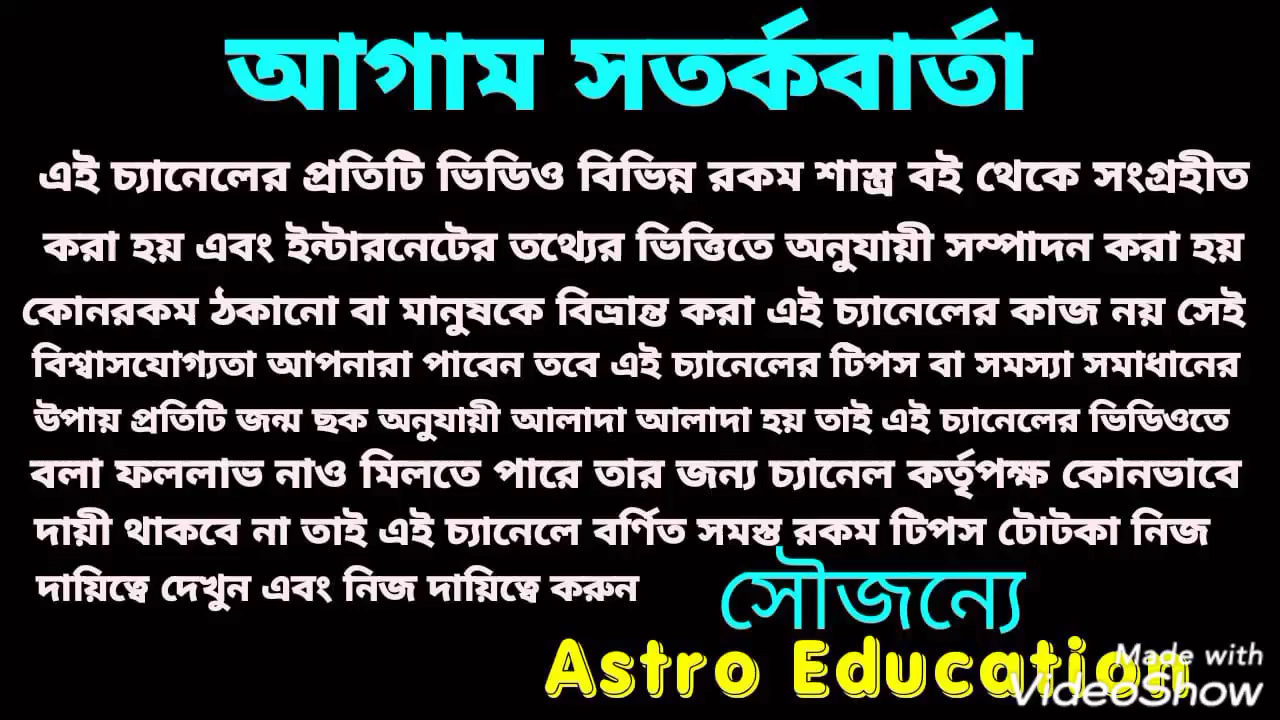 আগাম সতর্কবার্তা
এই চ্যানেলের প্রতিটি ভিডিও বিভিন্ন রকম শাস্ত্র বই থেকে সংগ্রহীত
করা হয় এবং ইন্টারনেটের তথ্যের ভিত্তিতে অনুযায়ী সম্পাদন করা হয়
কোনরকম ঠকানো বা মানুষকে বিভ্রান্ত করা এই চ্যানেলের কাজ নয় সেই
বিশ্বাসযোগ্যতা আপনারা পাবেন তবে এই চ্যানেলের টিপস বা সমস্যা সমাধানের
উপায় প্রতিটি জন্ম ছক অনুযায়ী আলাদা আলাদা হয় তাই এই চ্যানেলের ভিডিওতে
বলা ফললাভ নাও মিলতে পারে তার জন্য চ্যানেল কর্তৃপক্ষ কোনভাবে
দায়ী থাকবে না তাই এই চ্যানেলে বর্ণিত সমস্ত রকম টিপস টোটকা নিজ
দায়িত্বে দেখুন এবং নিজ দায়িত্বে করুন
সৌজন্যে
Astro Education
Made with
VideoShow